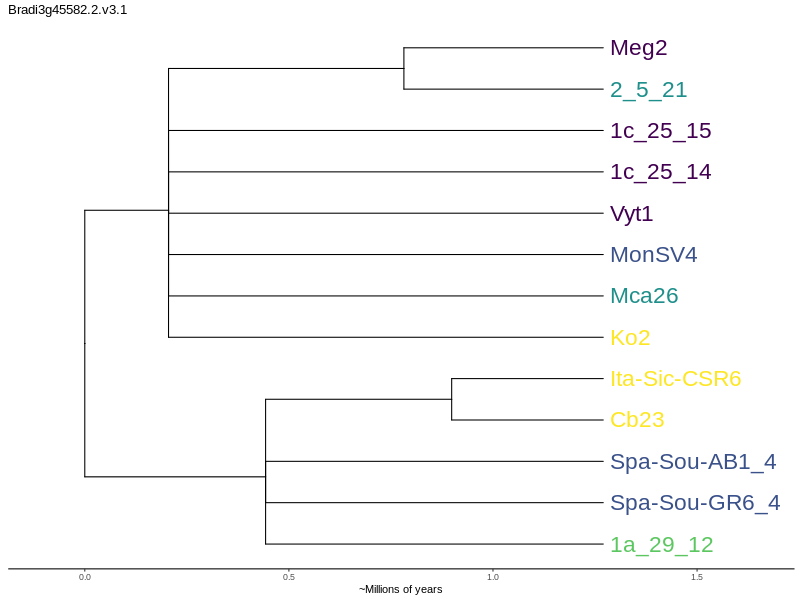 Bradi3g45582.2.v3.1
Meg2
2_5_21
1c_25_15
1c_25_14
Vyt1
MonSV4
Mca26
Ko2
Ita-Sic-CSR6
Cb23
Spa-Sou-AB1_4
Spa-Sou-GR6_4
1a_29_12
0.0 0.5 1.0 1.5
~Millions of years